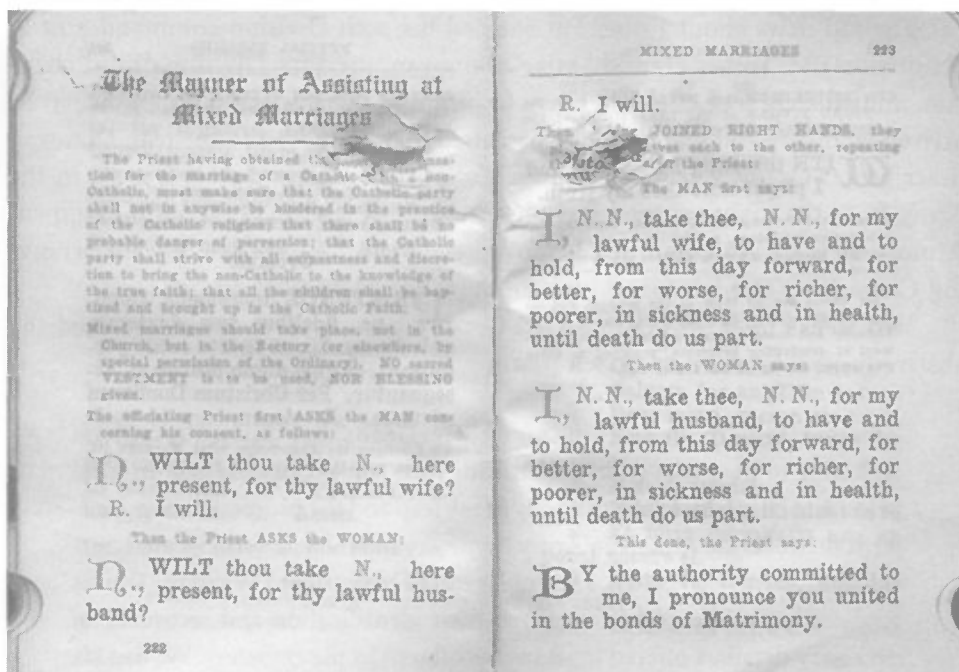 The Manner of Assisting at
Mixed Marriages
The Priest having obtained
tion for the marriage of a Catholic with a non-
Catholic, must make sure that the Catholic party
shall not in anywise be hindered in the practice
of the Catholic religion; that there shall be no
probable danger of perversion; that the Catholic
party shall strive with all earnestness and discre-
tion to bring the non-Catholic to the knowledge of
the true faith; that all the children shall be bap-
tized and brought up in the Catholic Faith.
Mixed marriages should take place, not in the
Church, but in the Rectory (or elsewhere, by
special permission of the Ordinary). NO sacred
VESTMENT is to be used, NOR BLESSING
given.
The officiating Priest first ASKS the MAN con-
cerning his consent, as follows:
N., WILT thou take N., here
present, for thy lawful wife?
R. I will.
Then the Priest ASKS the WOMAN:
N., WILT thou take N., here
present, for thy lawful hus-
band?
222
MIXED MARRIAGES 223
R. I will.
JOINED RIGHT HANDS, they
each to the other, repeating
after the Priest:
The MAN first says:
I, N. N., take thee, N. N., for my
lawful wife, to have and to
hold, from this day forward, for
better, for worse, for richer, for
poorer, in sickness and in health,
until death do us part.
Then the WOMAN says:
I, N. N., take thee, N. N., for my
lawful husband, to have and
to hold, from this day forward, for
better, for worse, for richer, for
poorer, in sickness and in health,
until death do us part.
This done, the Priest says:
BY the authority committed to
me, I pronounce you united
in the bonds of Matrimony.